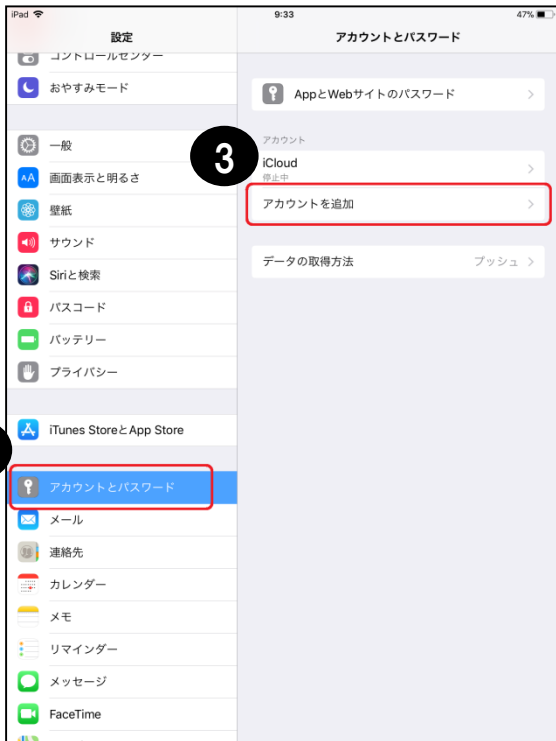 iPad 9:33 47%
設定
コントロールセンター
おやすみモード
一般
画面表示と明るさ
壁紙
サウンド
Siriと検索
パスコード
バッテリー
プライバシー
iTunes StoreとApp Store
アカウントとパスワード
メール
連絡先
カレンダー
メモ
リマインダー
メッセージ
FaceTime
アカウントとパスワード
AppとWebサイトのパスワード
アカウント
3
iCloud
停止中
アカウントを追加
データの取得方法 プッシュ